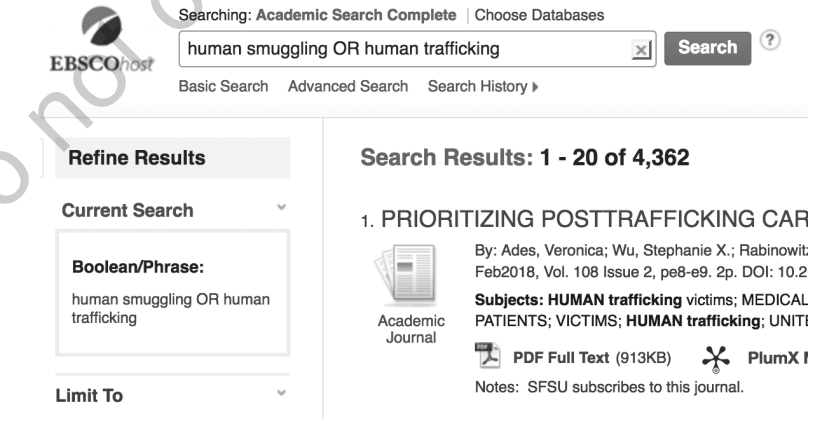 Searching: Academic Search Complete | Choose Databases
EBSCOhost
human smuggling OR human trafficking
x
Search
?
Basic Search Advanced Search Search History
Refine Results
Current Search
Boolean/Phrase:
human smuggling OR human
trafficking
Limit To
Search Results: 1 - 20 of 4,362
1. PRIORITIZING POSTTRAFFICKING CAR
By: Ades, Veronica; Wu, Stephanie X.; Rabinowit
Feb2018, Vol. 108 Issue 2, pe8-e9. 2p. DOI: 10.2
Subjects: HUMAN trafficking victims; MEDICAL
PATIENTS; VICTIMS; HUMAN trafficking; UNIT
Academic
Journal
PDF
PDF Full Text (913KB) PlumX
Notes: SFSU subscribes to this journal.
o not o